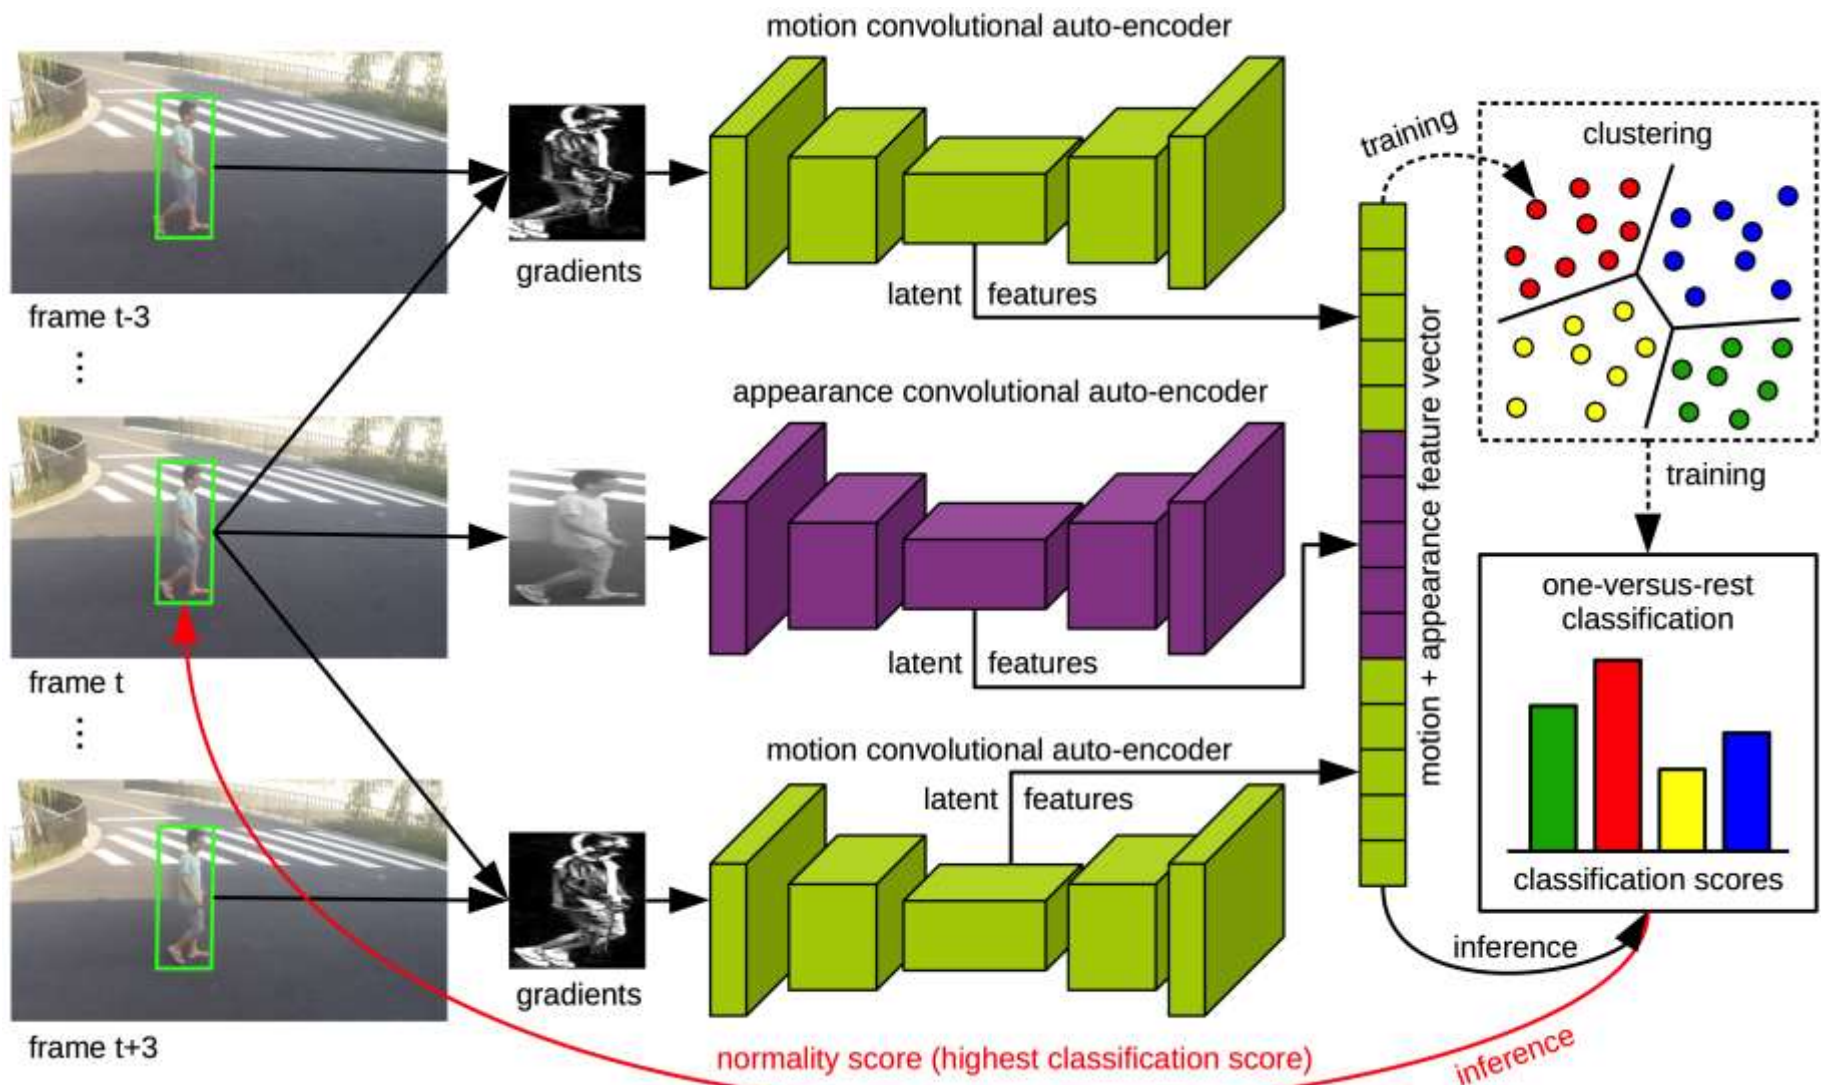 motion convolutional auto-encoder
gradients
latent features
frame t-3
⋮
appearance convolutional auto-encoder
latent features
frame t
⋮
motion convolutional auto-encoder
latent features
gradients
frame t+3
motion + appearance feature vector
training
clustering
training
one-versus-rest
classification
classification scores
inference
normality score (highest classification score)
inference